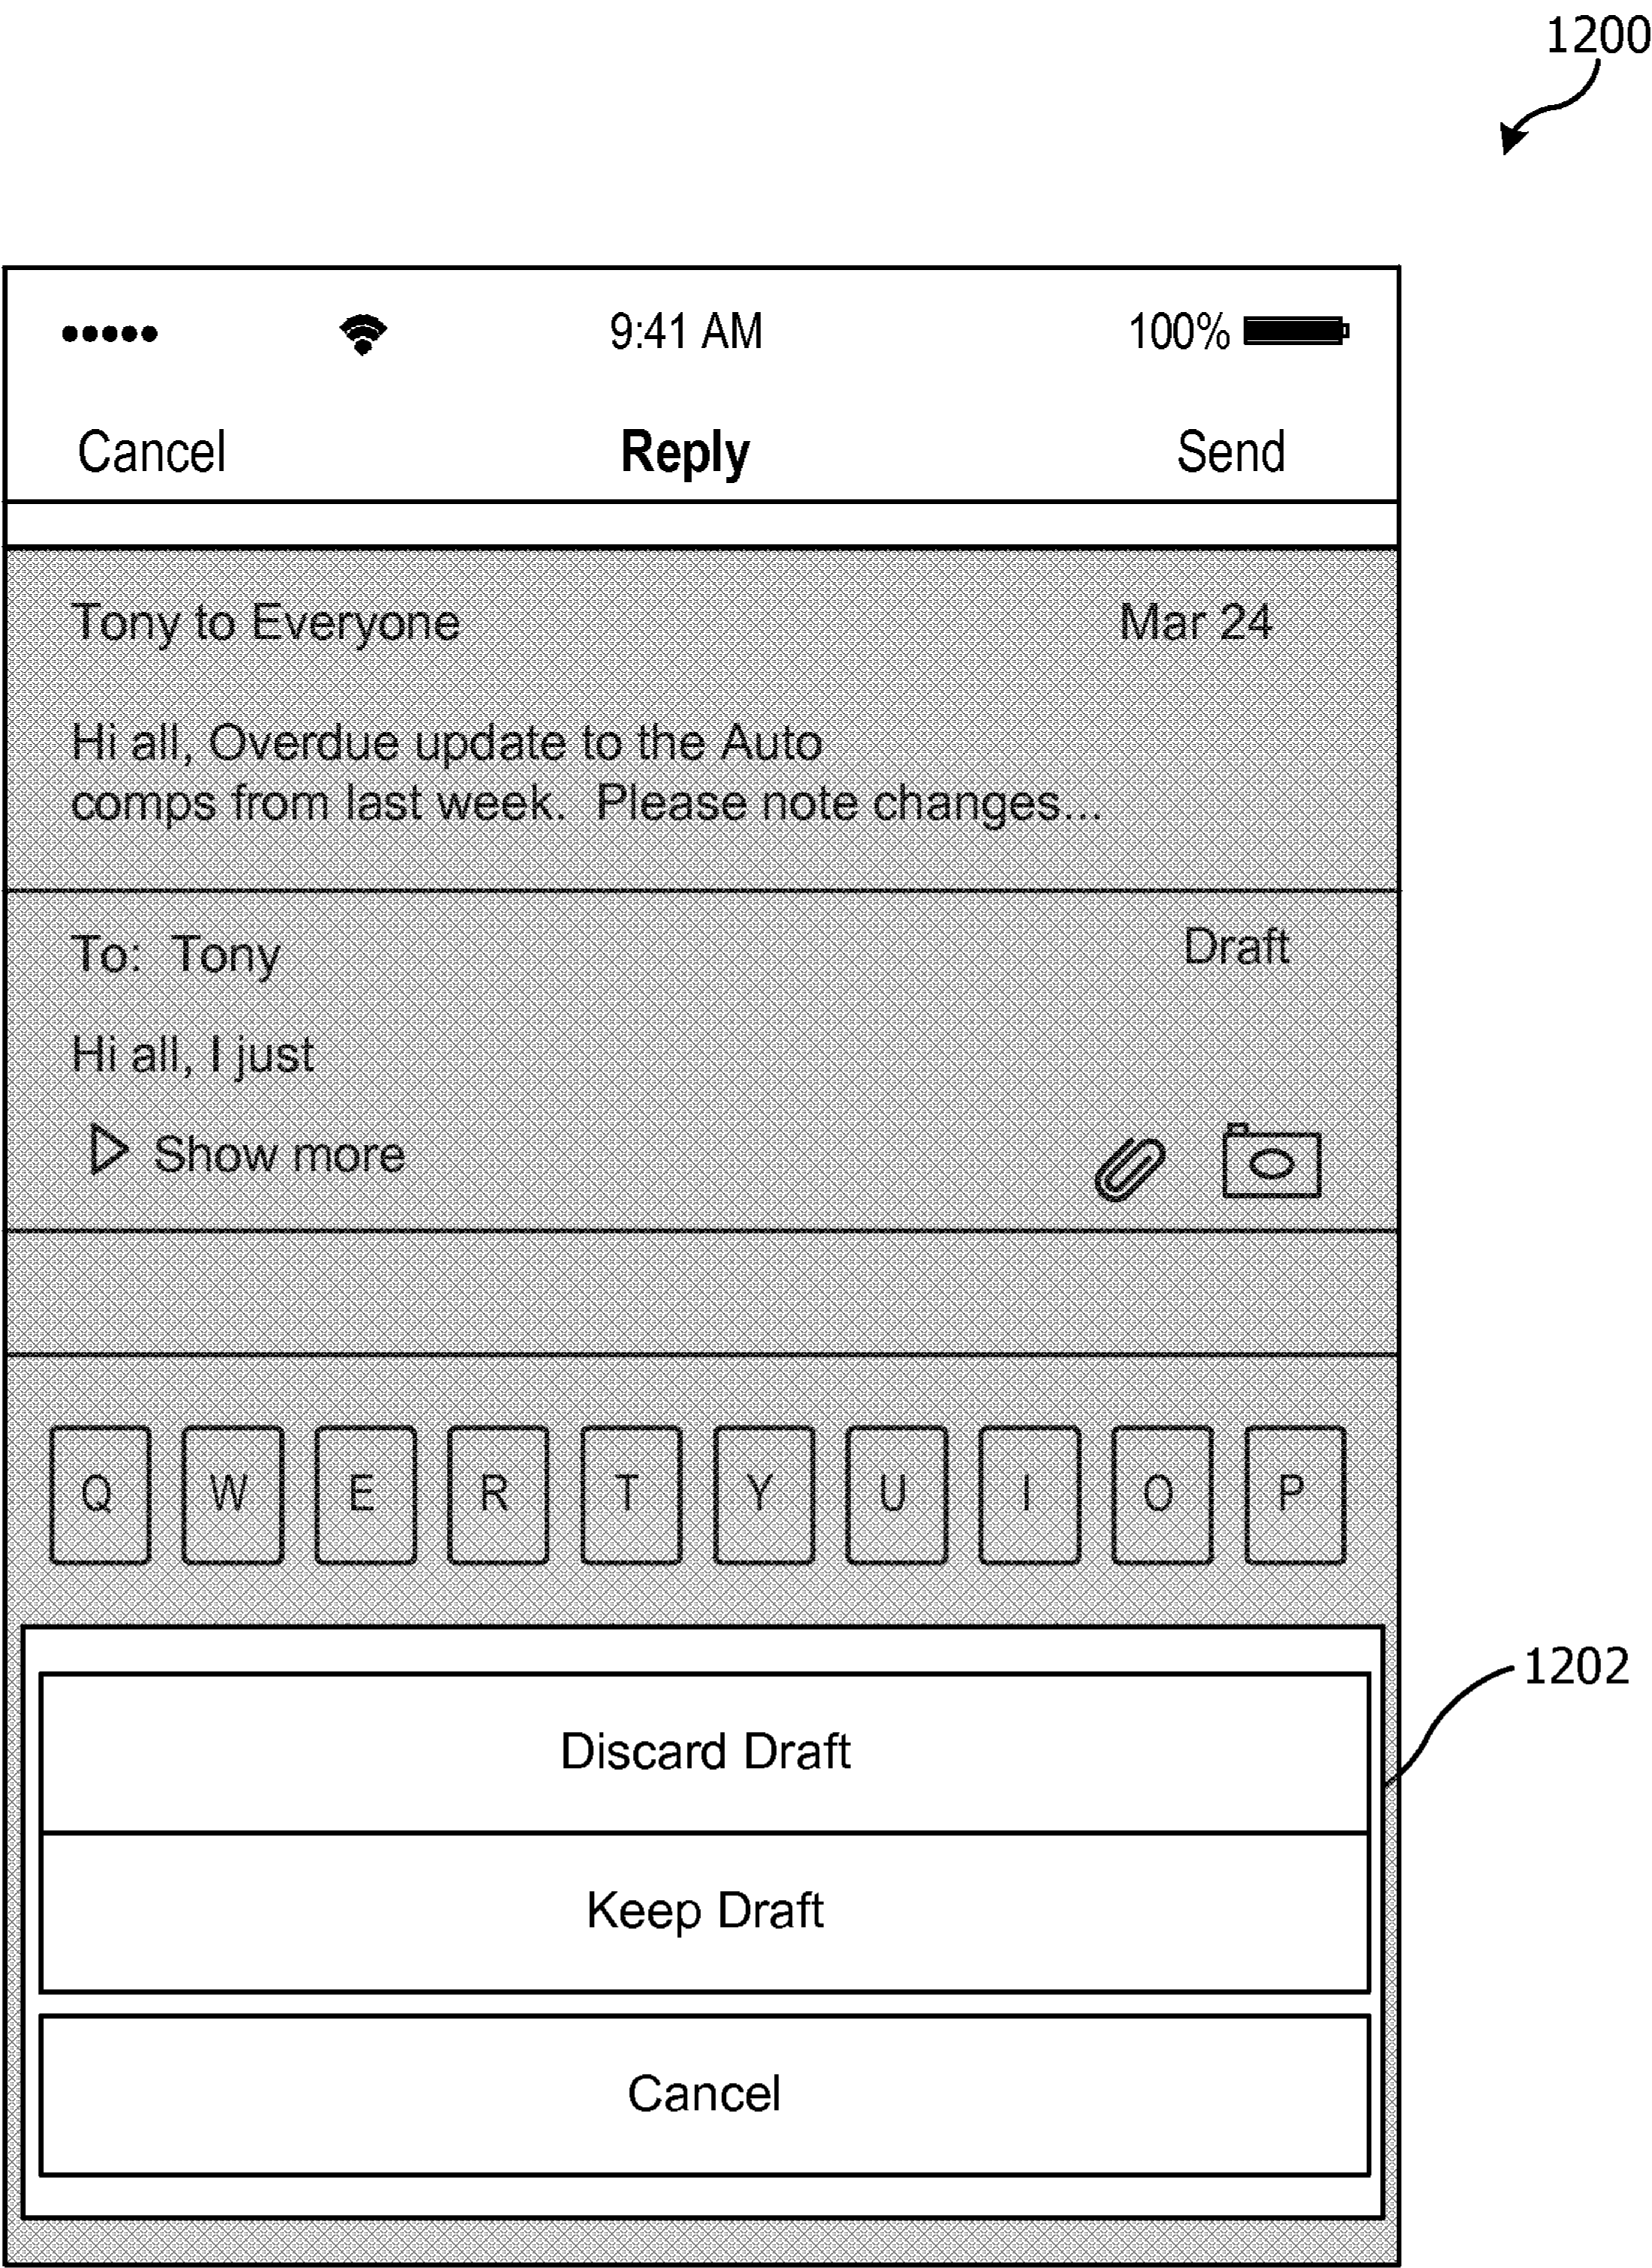 1200
9:41 AM 100%
Cancel Reply Send
Tony to Everyone Mar 24
Hi all, Overdue update to the Auto
comps from last week. Please note changes...
To: Tony Draft
Hi all, I just
Show more
Q W E R T Y U I O P
1202
Discard Draft
Keep Draft
Cancel